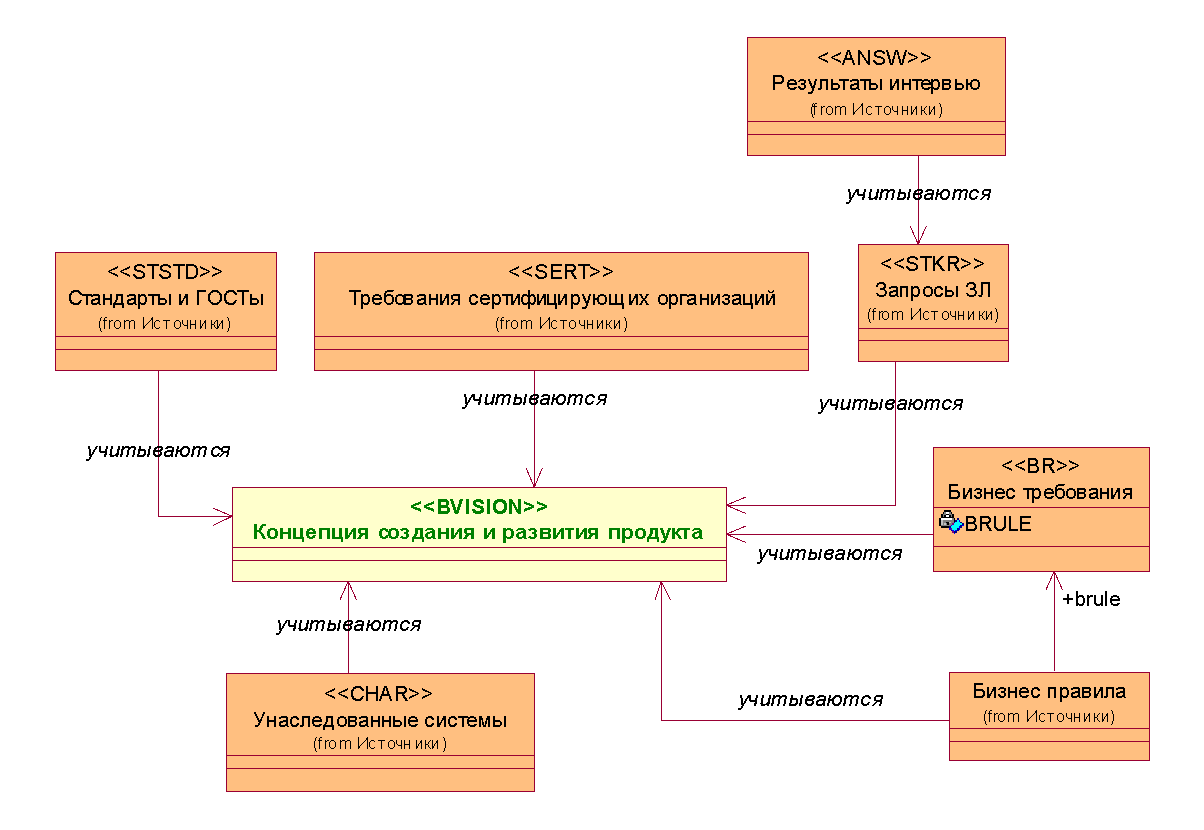 <<ANSW>>
Результаты интервью
(from Источники)
учитываются
<<STSTD>>
Стандарты и ГОСТы
(from Источники)
<<SERT>>
Требования сертифицирующих организаций
(from Источники)
<<STKR>>
Запросы ЗЛ
(from Источники)
учитываются
учитываются
учитываются
<<BVISION>>
Концепция создания и развития продукта
<<BR>>
Бизнес требования
BRULE
учитываются
+brule
учитываются
<<CHAR>>
Унаследованные системы
(from Источники)
учитываются
Бизнес правила
(from Источники)